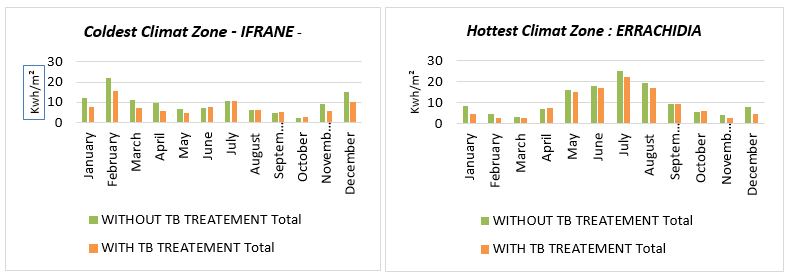 Coldest Climat Zone - IFRANE -
Kwh/m²
30
20
10
0
January
February
March
April
May
June
July
August
Septem...
October
Novemb...
December
WITHOUT TB TREATEMENT Total
WITH TB TREATEMENT Total
Hottest Climat Zone : ERRACHIDIA
Kwh/m²
30
20
10
0
January
February
March
April
May
June
July
August
Septem...
October
Novemb...
December
WITHOUT TB TREATEMENT Total
WITH TB TREATEMENT Total